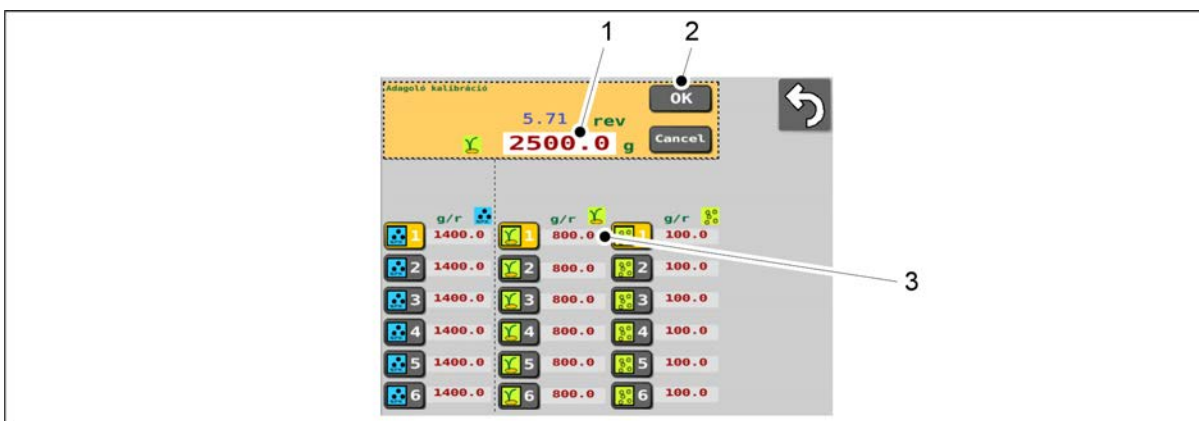 1 2
Adagoló kalibráció
OK
5.71 rev
2500.0 g Cancel
g/r g/r g/r
1 1400.0 1 800.0 1 100.0
3
2 1400.0 2 800.0 2 100.0
3 1400.0 3 800.0 3 100.0
4 1400.0 4 800.0 4 100.0
5 1400.0 5 800.0 5 100.0
6 1400.0 6 800.0 6 100.0